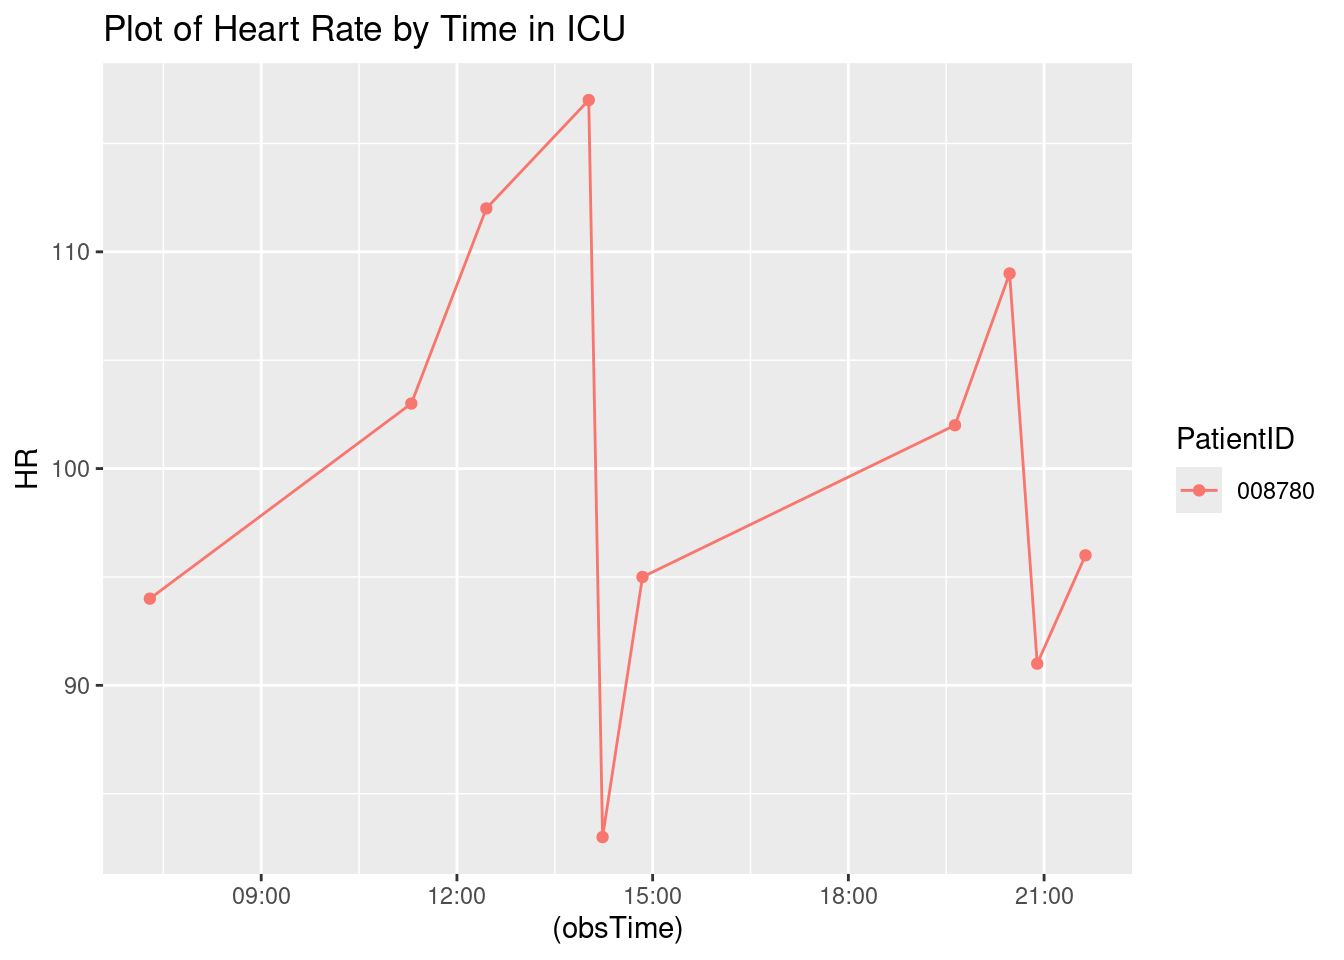 Plot of Heart Rate by Time in ICU
110
100
90
HR
09:00 12:00 15:00 18:00 21:00
(obsTime)
PatientID
008780